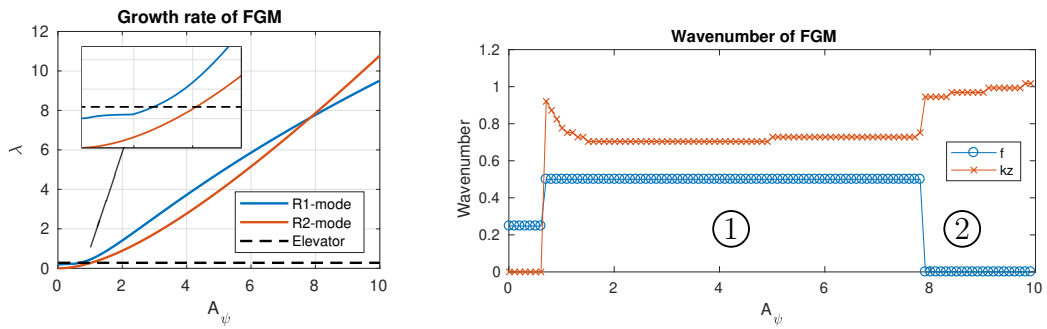 Growth rate of FGM
12
10
8
6
4
2
0
λ
0 2 4 6 8 10
A_ψ
R1-mode
R2-mode
Elevator
Wavenumber of FGM
1.2
1
0.8
0.6
0.4
0.2
0
Wavenumber
0 2 4 6 8 10
A_ψ
f
kz
①
②